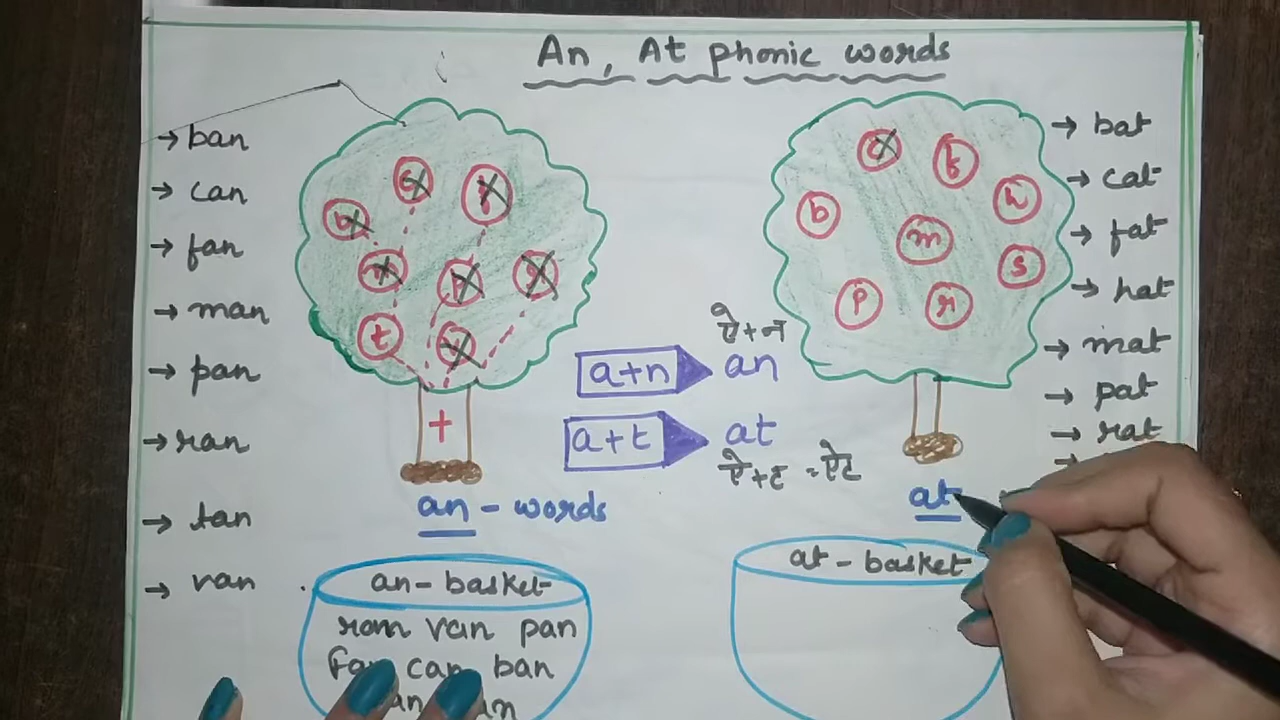 An, At phonic words
→ ban
→ can
→ fan
→ man
→ pan
→ ran
→ tan
→ van
t
a+n
an
ऐ+न
a+t
at
ऐ+ट =ऐट
+
an - words
an-basket
ran van pan
can ban
c
f
b
h
m
s
p
r
at
at - basket
→ bat
→ cat
→ fat
→ hat
→ mat
→ pat
→ rat